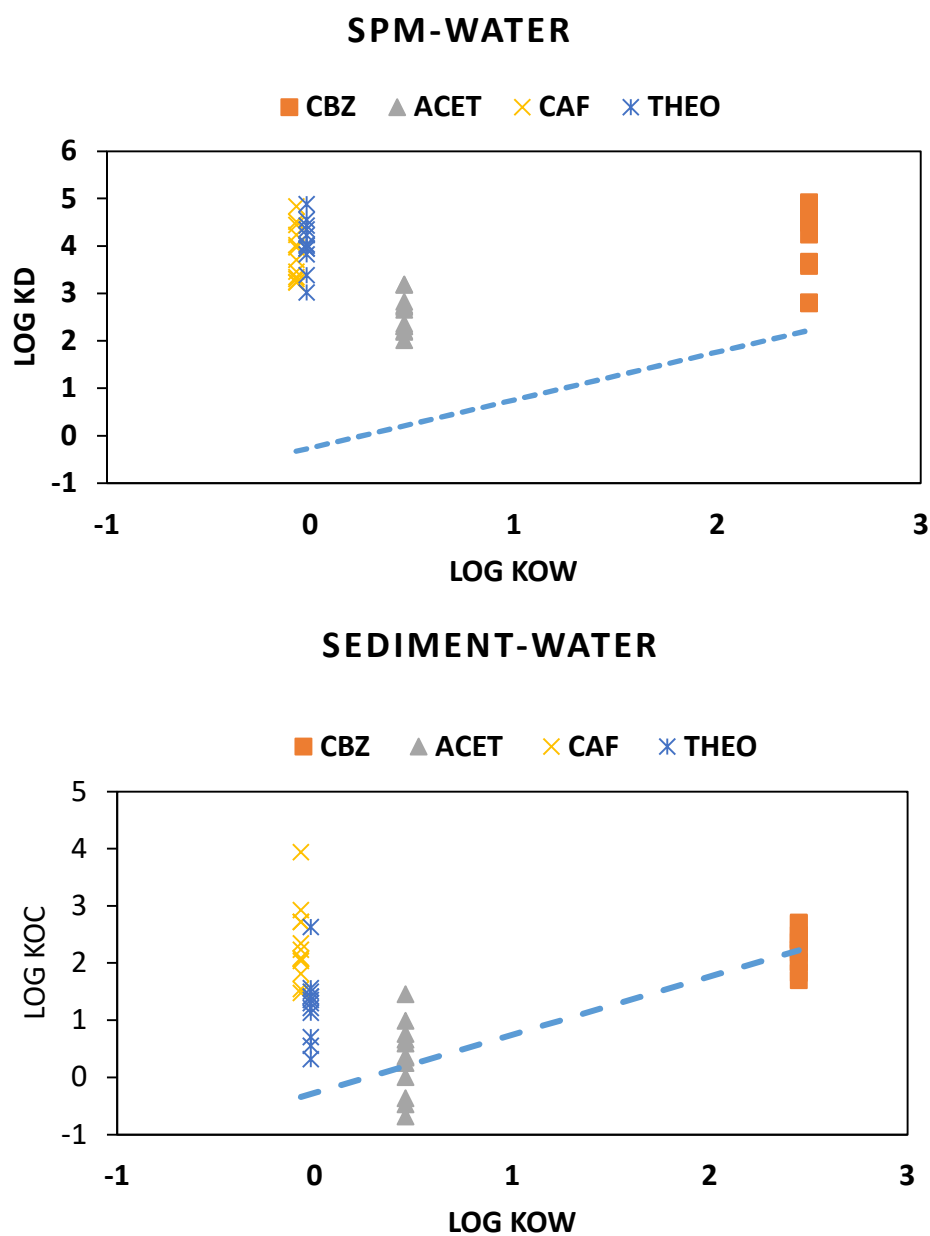 SPM-WATER
CBZ ACET CAF THEO
6
5
4
3
2
1
0
-1
LOG KD
-1 0 1 2 3
LOG KOW
SEDIMENT-WATER
CBZ ACET CAF THEO
5
4
3
2
1
0
-1
LOG KOC
-1 0 1 2 3
LOG KOW